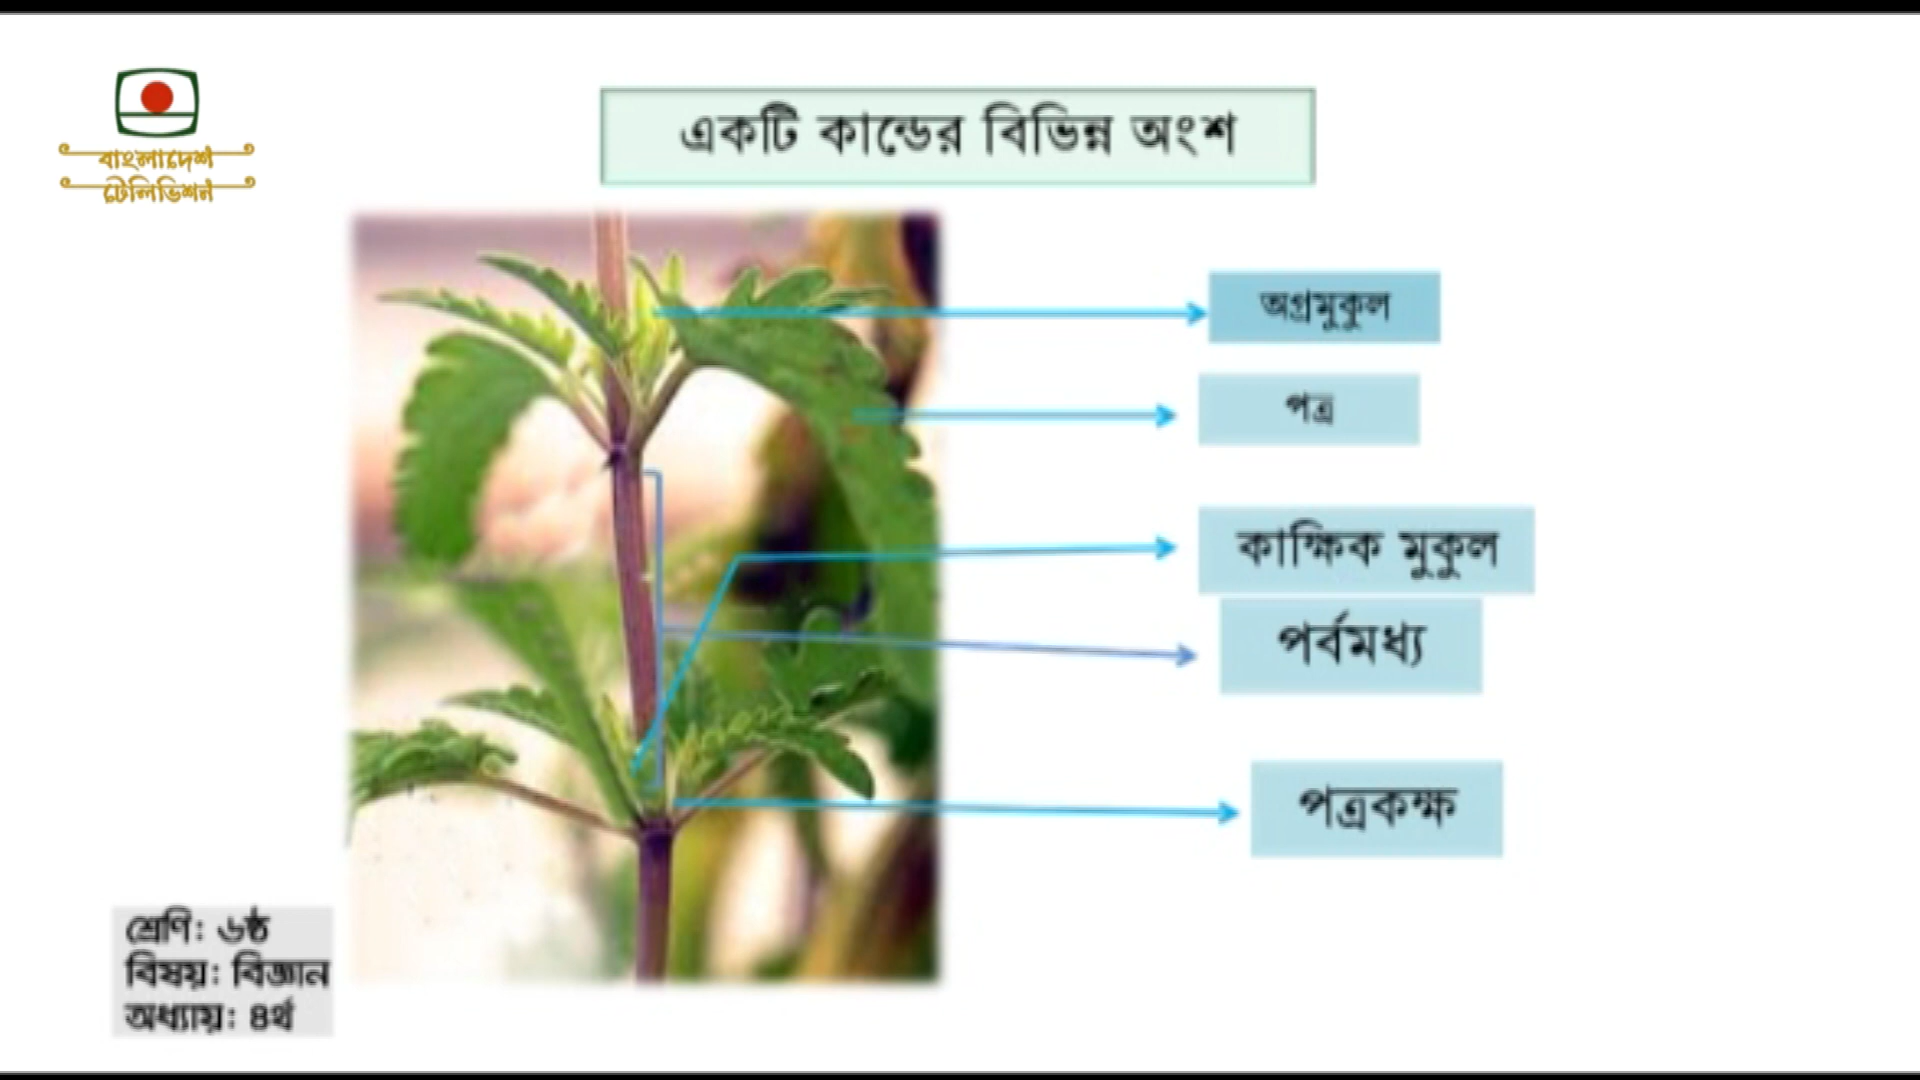 বাংলাদেশ
টেলিভিশন
একটি কান্ডের বিভিন্ন অংশ
অগ্রমুকুল
পত্র
কাক্ষিক মুকুল
পর্বমধ্য
পত্রকক্ষ
শ্রেণি: ৬ষ্ঠ
বিষয়: বিজ্ঞান
অধ্যায়: ৪র্থ